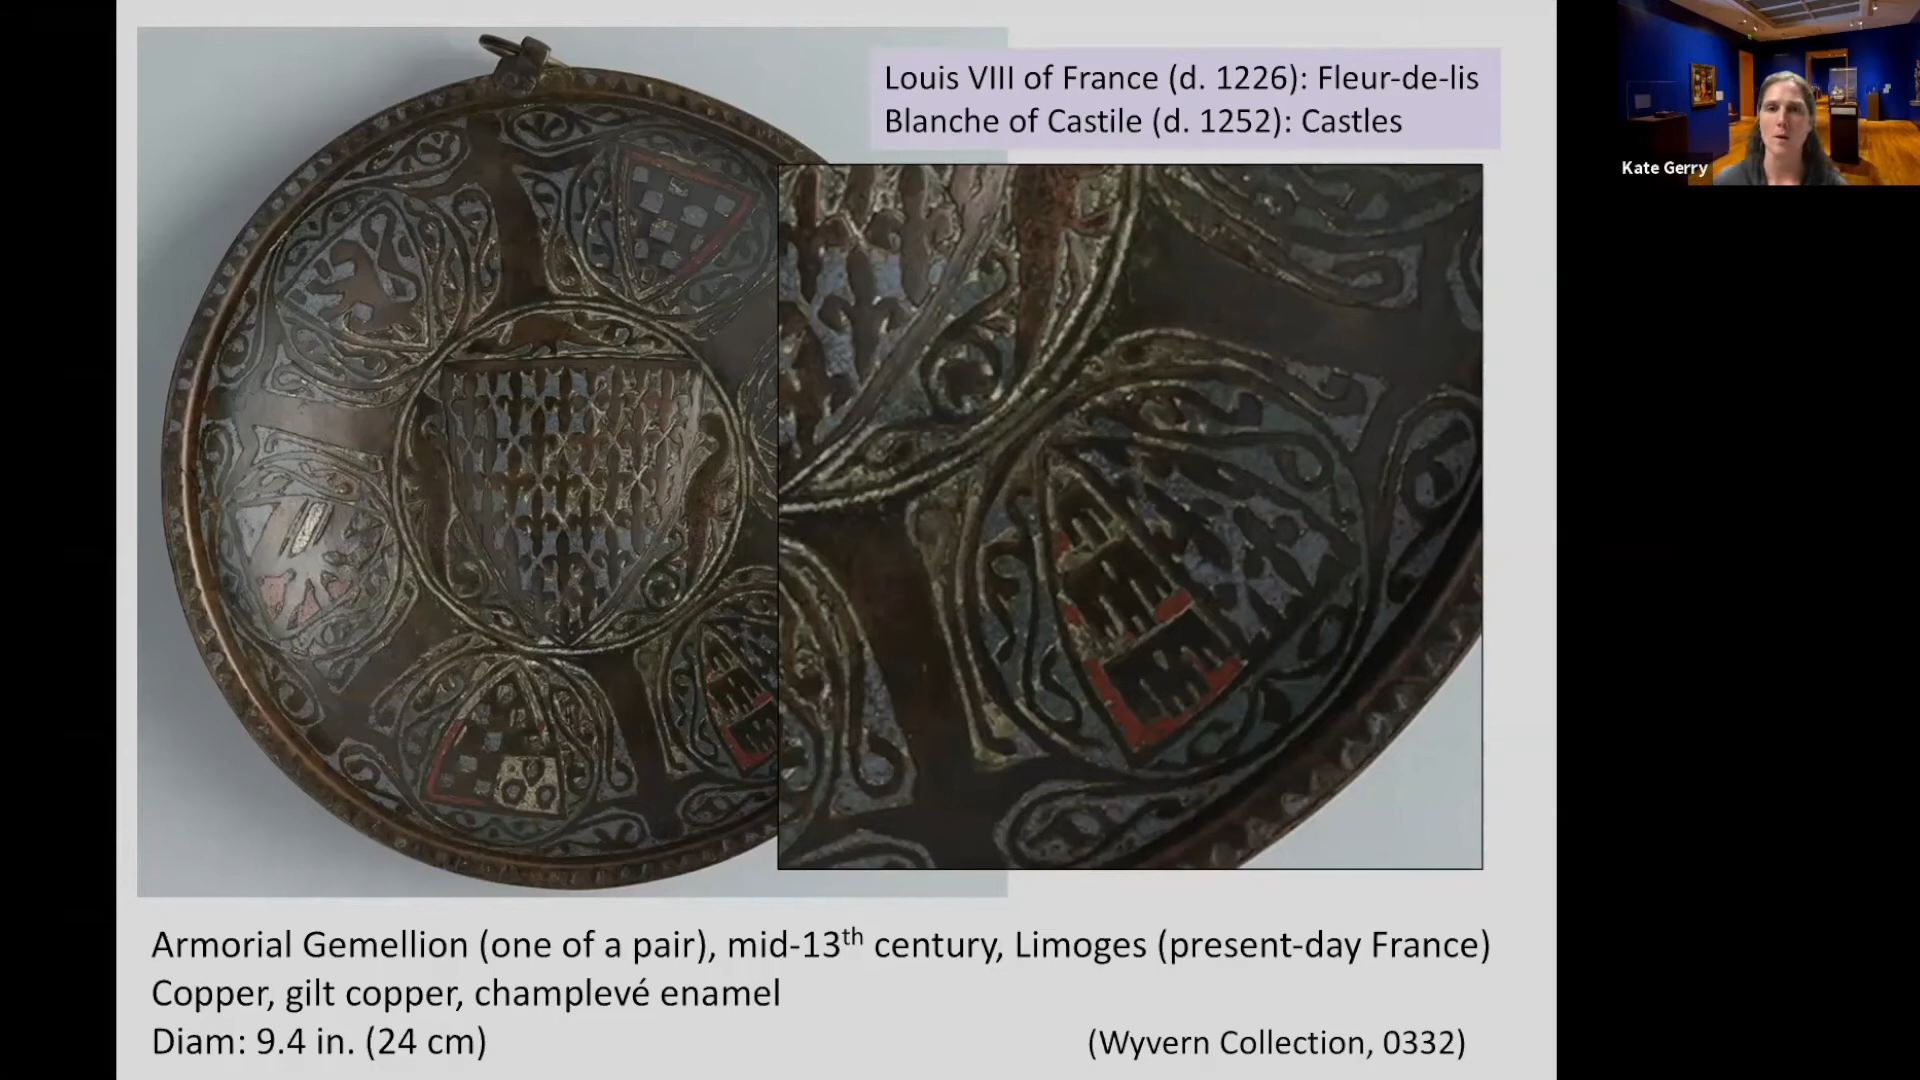 Louis VIII of France (d. 1226): Fleur-de-lis
Blanche of Castile (d. 1252): Castles
Kate Gerry
Armorial Gemellion (one of a pair), mid-13th century, Limoges (present-day France)
Copper, gilt copper, champlevé enamel
Diam: 9.4 in. (24 cm)
(Wyvern Collection, 0332)